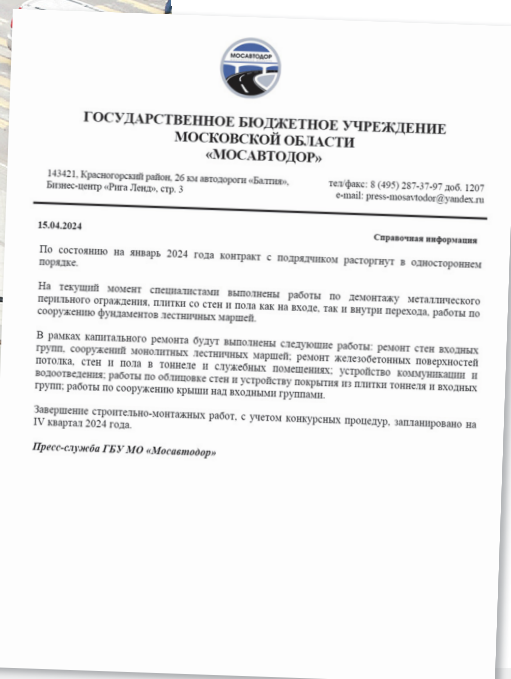 МОСАВТОДОР
ГОСУДАРСТВЕННОЕ БЮДЖЕТНОЕ УЧРЕЖДЕНИЕ
МОСКОВСКОЙ ОБЛАСТИ
«МОСАВТОДОР»
143421, Красногорский район, 26 км автодороги «Балтия»,
Бизнес-центр «Рига Ленд», стр. 3
тел/факс: 8 (495) 287-37-97 доб. 1207
e-mail: press-mosavtodor@yandex.ru
15.04.2024
Справочная информация
По состоянию на январь 2024 года контракт с подрядчиком расторгнут в одностороннем
порядке.
На текущий момент специалистами выполнены работы по демонтажу металлического
перильного ограждения, плитки со стен и пола как на входе, так и внутри перехода, работы по
сооружению фундаментов лестничных маршей.
В рамках капитального ремонта будут выполнены следующие работы: ремонт стен входных
групп, сооружений монолитных лестничных маршей; ремонт железобетонных поверхностей
потолка, стен и пола в тоннеле и служебных помещениях; устройство коммуникации и
водоотведения; работы по облицовке стен и устройству покрытия из плитки тоннеля и входных
групп; работы по сооружению крыши над входными группами.
Завершение строительно-монтажных работ, с учетом конкурсных процедур, запланировано на
IV квартал 2024 года.
Пресс-служба ГБУ МО «Мосавтодор»